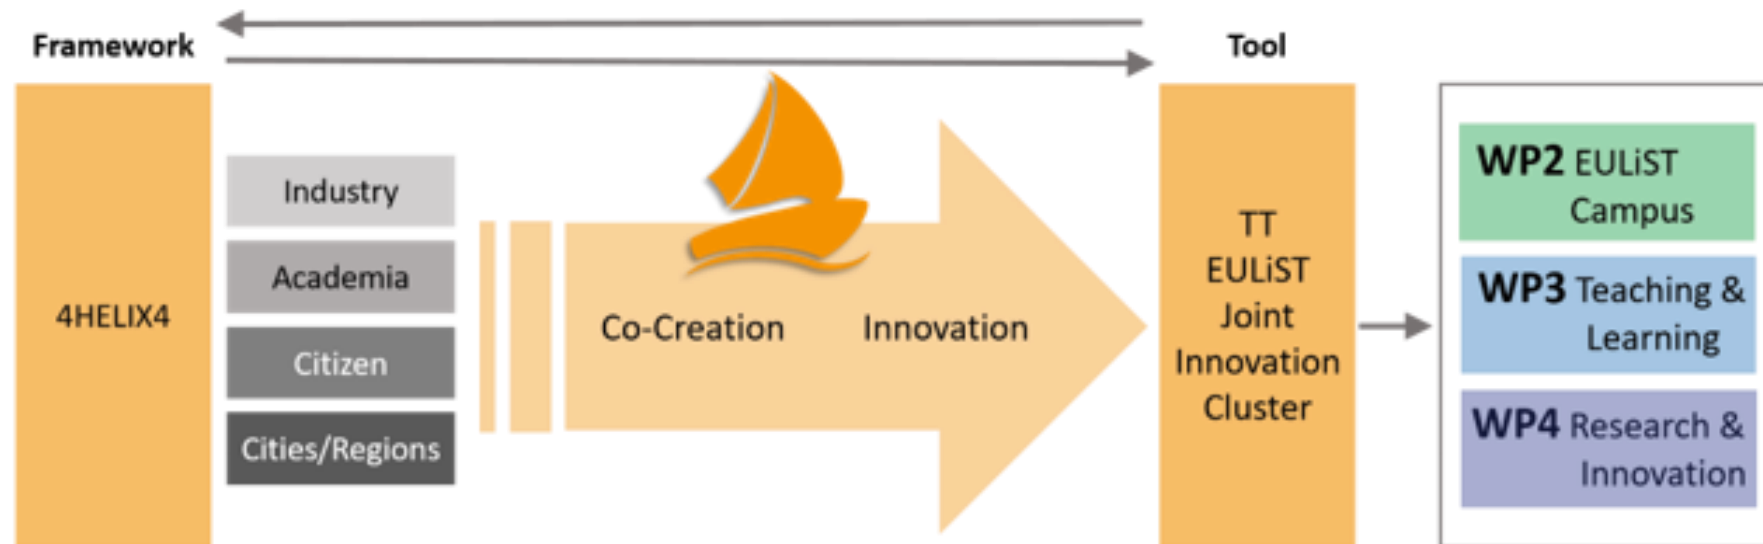 Framework
Tool
4HELIX4
Industry
Academia
Citizen
Cities/Regions
Co-Creation
Innovation
TT
EULiST
Joint
Innovation
Cluster
WP2 EULiST
Campus
WP3 Teaching &
Learning
WP4 Research &
Innovation